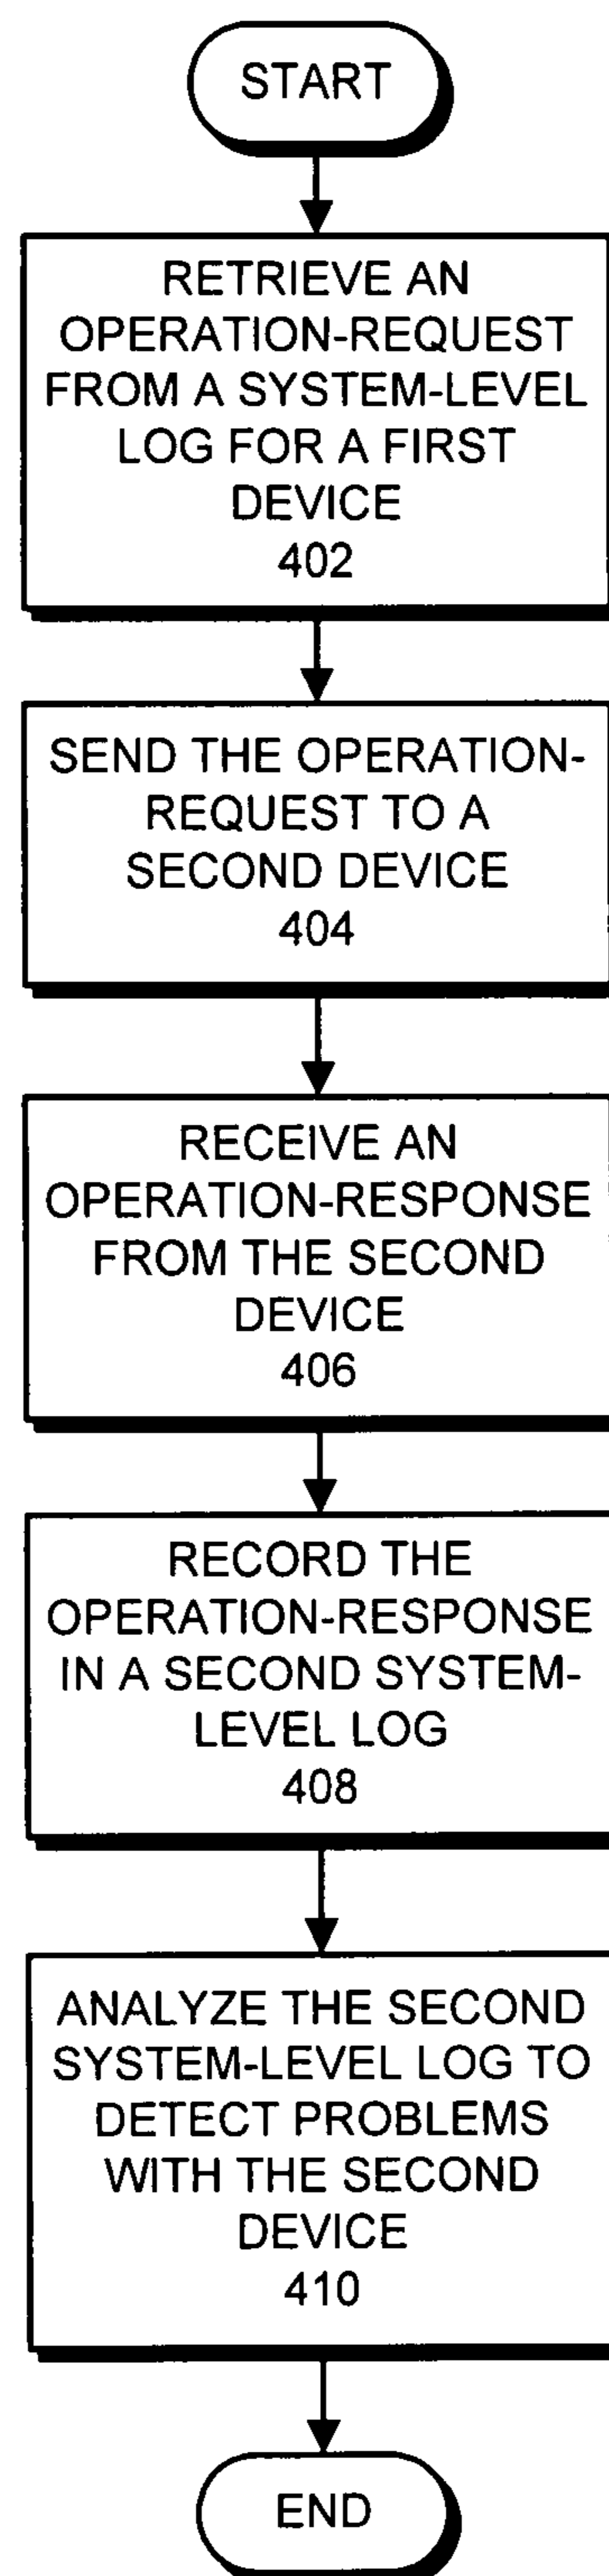 START
RETRIEVE AN
OPERATION-REQUEST
FROM A SYSTEM-LEVEL
LOG FOR A FIRST
DEVICE
402
SEND THE OPERATION-
REQUEST TO A
SECOND DEVICE
404
RECEIVE AN
OPERATION-RESPONSE
FROM THE SECOND
DEVICE
406
RECORD THE
OPERATION-RESPONSE
IN A SECOND SYSTEM-
LEVEL LOG
408
ANALYZE THE SECOND
SYSTEM-LEVEL LOG TO
DETECT PROBLEMS
WITH THE SECOND
DEVICE
410
END